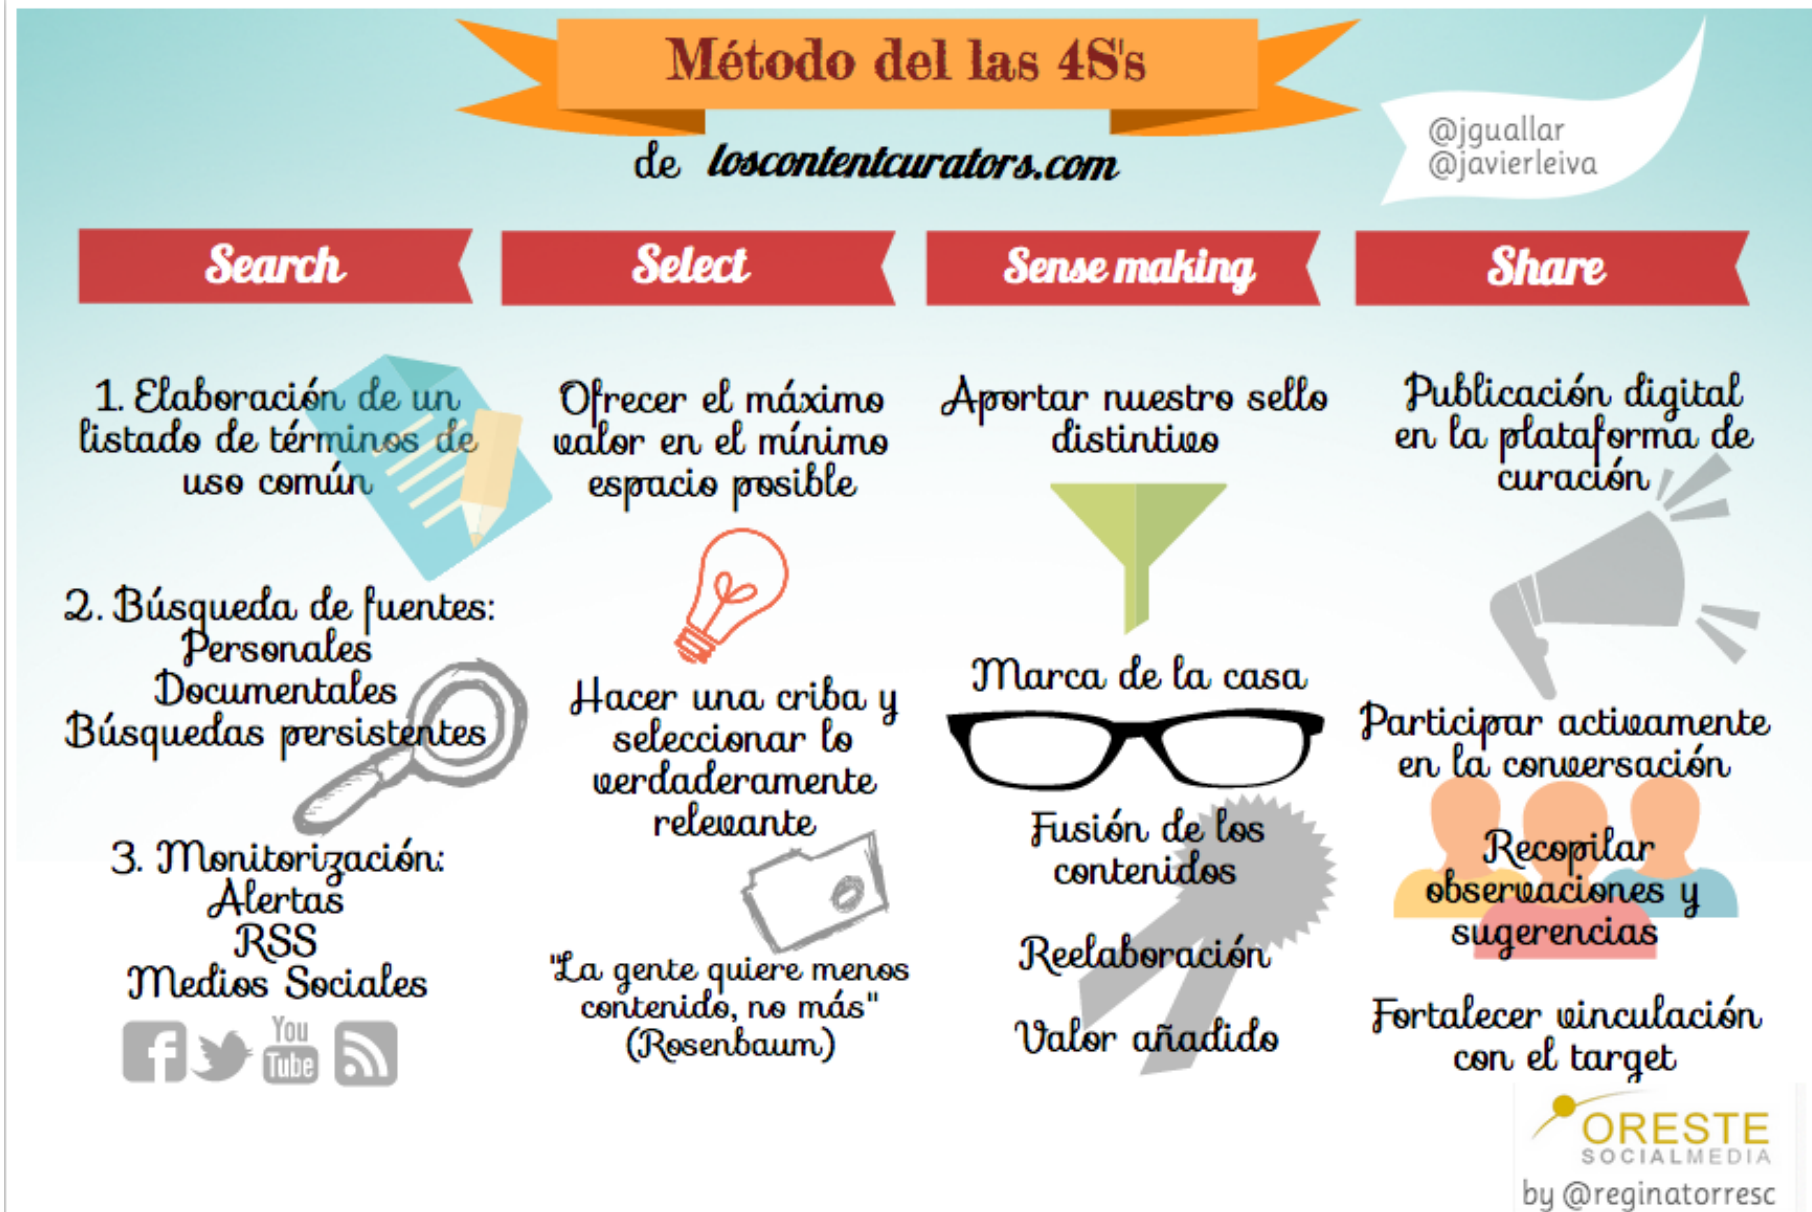 Método del las 4S's
de loscontentcurators.com
@jguallar
@javierleiva
Search
1. Elaboración de un
listado de términos de
uso común
2. Búsqueda de fuentes:
Personales
Documentales
Búsquedas persistentes
3. Monitorización:
Alertas
RSS
Medios Sociales
You
Tube
Select
Ofrecer el máximo
valor en el mínimo
espacio posible
Hacer una criba y
seleccionar lo
verdaderamente
relevante
"La gente quiere menos
contenido, no más"
(Rosenbaum)
Sense making
Aportar nuestro sello
distintivo
Marca de la casa
Fusión de los
contenidos
Reelaboración
Valor añadido
Share
Publicación digital
en la plataforma de
curación
Participar activamente
en la conversación
Recopilar
observaciones y
sugerencias
Fortalecer vinculación
con el target
ORESTE
SOCIALMEDIA
by @reginatorresc